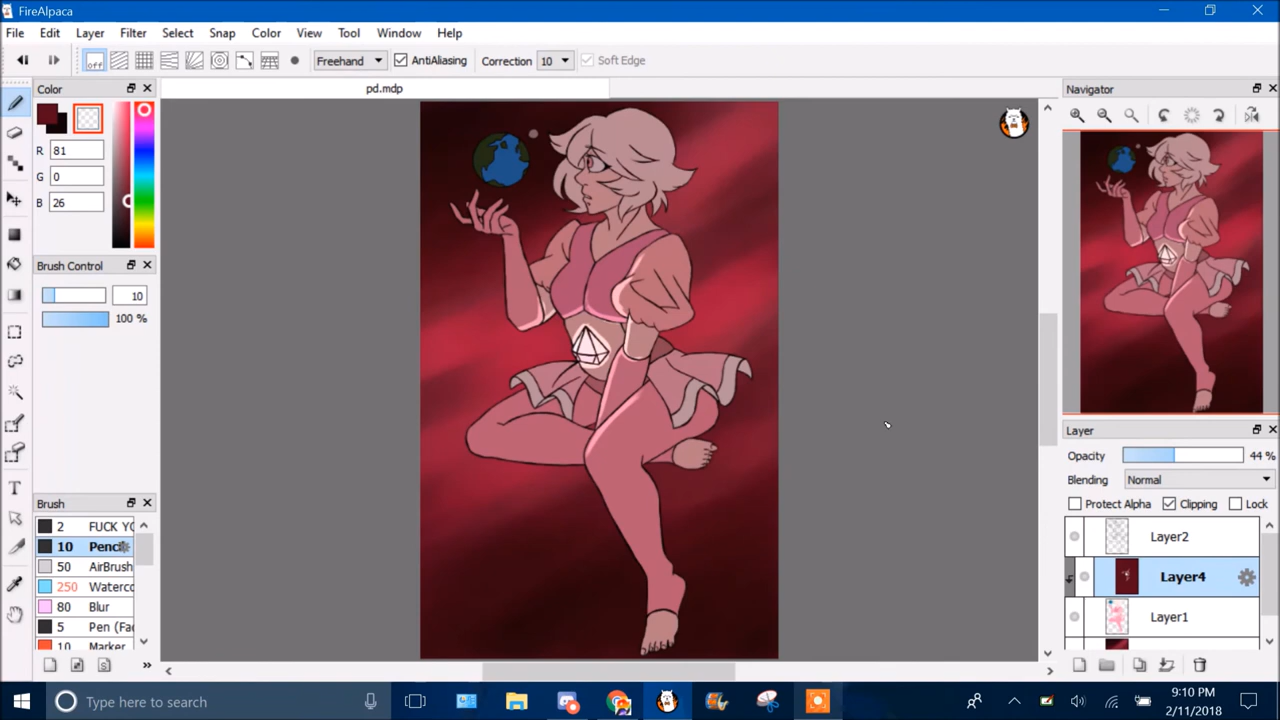 FireAlpaca
File Edit Layer Filter Select Snap Color View Tool Window Help
off Freehand AntiAliasing Correction 10 Soft Edge
Color
pd.mdp
Navigator
R 81
G 0
B 26
Brush Control
10
100 %
Layer
Opacity 44 %
Blending Normal
Protect Alpha Clipping Lock
Layer2
Layer4
Layer1
Brush
2 FUCK YO
10 Penci
50 AirBrush
250 Waterco
80 Blur
5 Pen (Fa
10 Marker
T
Type here to search
9:10 PM
2/11/2018